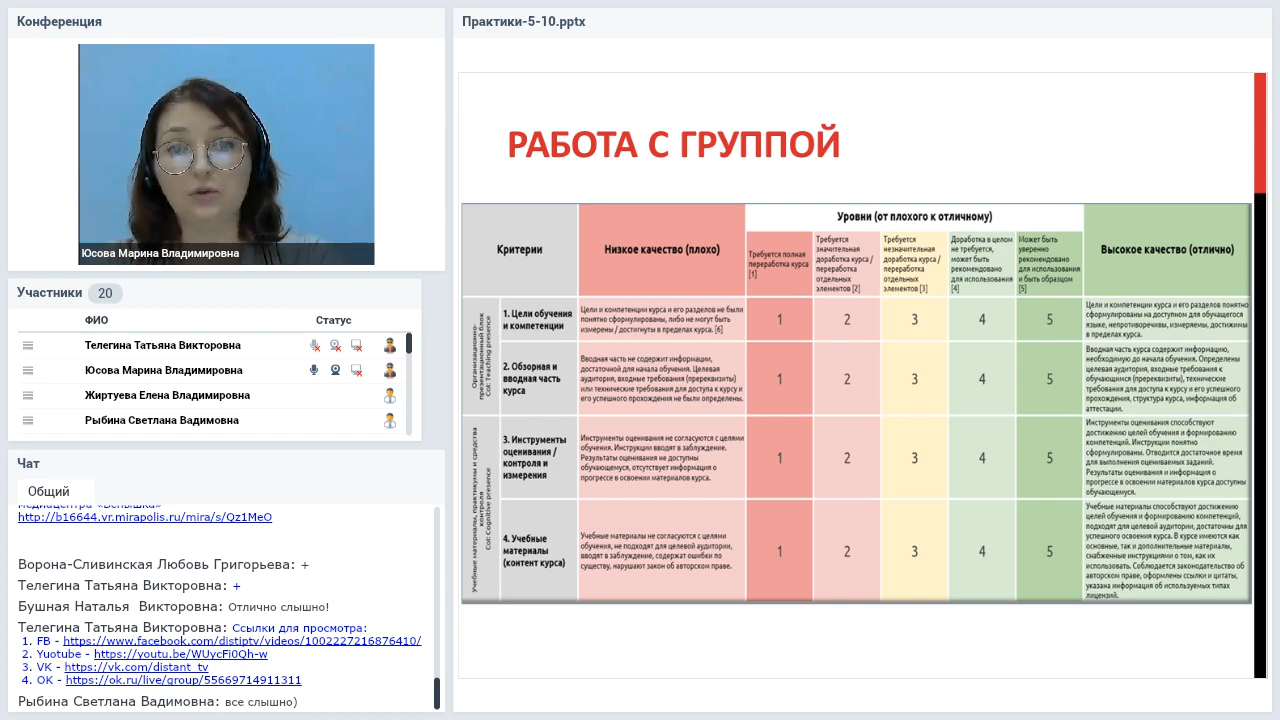 Конференция
Юсова Марина Владимировна
Участники 20
ФИО Статус
Телегина Татьяна Викторовна
Юсова Марина Владимировна
Жиртуева Елена Владимировна
Рыбина Светлана Вадимовна
Чат
Общий
http://b16644.vr.mirapolis.ru/mira/s/Qz1MeO
Ворона-Сливинская Любовь Григорьева: +
Телегина Татьяна Викторовна: +
Бушная Наталья Викторовна: Отлично слышно!
Телегина Татьяна Викторовна: Ссылки для просмотра:
1. FB - https://www.facebook.com/distiptv/videos/1002227216876410/
2. Yuotube - https://youtu.be/WUycFi0Qh-w
3. VK - https://vk.com/distant_tv
4. OK - https://ok.ru/live/group/55669714911311
Рыбина Светлана Вадимовна: все слышно)
Практики-5-10.pptx
РАБОТА С ГРУППОЙ
Критерии
Низкое качество (плохо)
Уровни (от плохого к отличному)
Требуется полная
переработка курса
[1]
Требуется
значительная
доработка курса /
переработка
отдельных
элементов [2]
Требуется
незначительная
доработка курса /
переработка
отдельных
элементов [3]
Доработка в целом
не требуется,
может быть
рекомендовано
для использования
[4]
Может быть
уверенно
рекомендовано
для использования
и быть образцом
[5]
Высокое качество (отлично)
Организационно-
презентационный блок
CoI: Teaching presence
1. Цели обучения
и компетенции
Цели и компетенции курса и его разделов не были
понятно сформулированы, либо не могут быть
измерены / достигнуты в пределах курса. [6]
1 2 3 4 5
Цели и компетенции курса и его разделов понятно
сформулированы на доступном для обучающегося
языке, непротиворечивы, измеряемы, достижимы
в пределах курса.
2. Обзорная и
вводная часть
курса
Вводная часть не содержит информации,
достаточной для начала обучения. Целевая
аудитория, входные требования (пререквизиты)
или технические требования для доступа к курсу и
его успешного прохождения не были определены.
1 2 3 4 5
Вводная часть курса содержит информацию,
необходимую до начала обучения. Определены
целевая аудитория, входные требования к
обучающимся (пререквизиты), технические
требования для доступа к курсу и его успешного
прохождения, структура курса, информация об
аттестации.
Учебные материалы, практикумы и средства
контроля
CoI: Cognitive presence
3. Инструменты
оценивания /
контроля и
измерения
Инструменты оценивания не согласуются с целями
обучения. Инструкции вводят в заблуждение.
Результаты оценивания не доступны
обучающемуся, отсутствует информация о
прогрессе в освоении материалов курса.
1 2 3 4 5
Инструменты оценивания способствуют
достижению целей обучения и формированию
компетенций. Инструкции понятно
сформулированы. Отводится достаточное время
для выполнения оцениваемых заданий.
Результаты оценивания и информация о
прогрессе в освоении материалов курса доступны
обучающемуся.
4. Учебные
материалы
(контент курса)
Учебные материалы не согласуются с целями
обучения, не подходят для целевой аудитории,
вводят в заблуждение, содержат ошибки по
существу, нарушают закон об авторском праве.
1 2 3 4 5
Учебные материалы способствуют достижению
целей обучения и формированию компетенций,
подходят для целевой аудитории, достаточны для
успешного освоения курса. В курсе имеются как
основные, так и дополнительные материалы,
снабженные инструкциями о том, как их
использовать. Соблюдается законодательство об
авторском праве, оформлены ссылки и цитаты,
указана информация об используемых типах
лицензий.